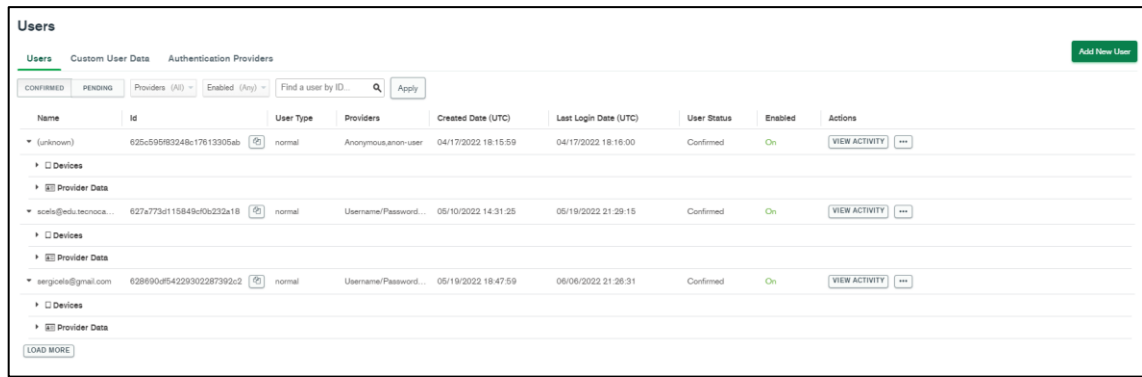 Users
Users Custom User Data Authentication Providers Add New User
CONFIRMED PENDING Providers (All) Enabled (Any) Find a user by ID... Apply
Name Id User Type Providers Created Date (UTC) Last Login Date (UTC) User Status Enabled Actions
(unknown) 625c595f83248c17613305ab normal Anonymous,anon-user 04/17/2022 18:15:59 04/17/2022 18:16:00 Confirmed On VIEW ACTIVITY •••
Devices
Provider Data
scels@edu.tecnoca... 627a773d115849cf0b232a18 normal Username/Password... 05/10/2022 14:31:25 05/19/2022 21:29:15 Confirmed On VIEW ACTIVITY •••
Devices
Provider Data
sergicels@gmail.com 628690df54229302287392c2 normal Username/Password... 05/19/2022 18:47:59 06/06/2022 21:26:31 Confirmed On VIEW ACTIVITY •••
Devices
Provider Data
LOAD MORE